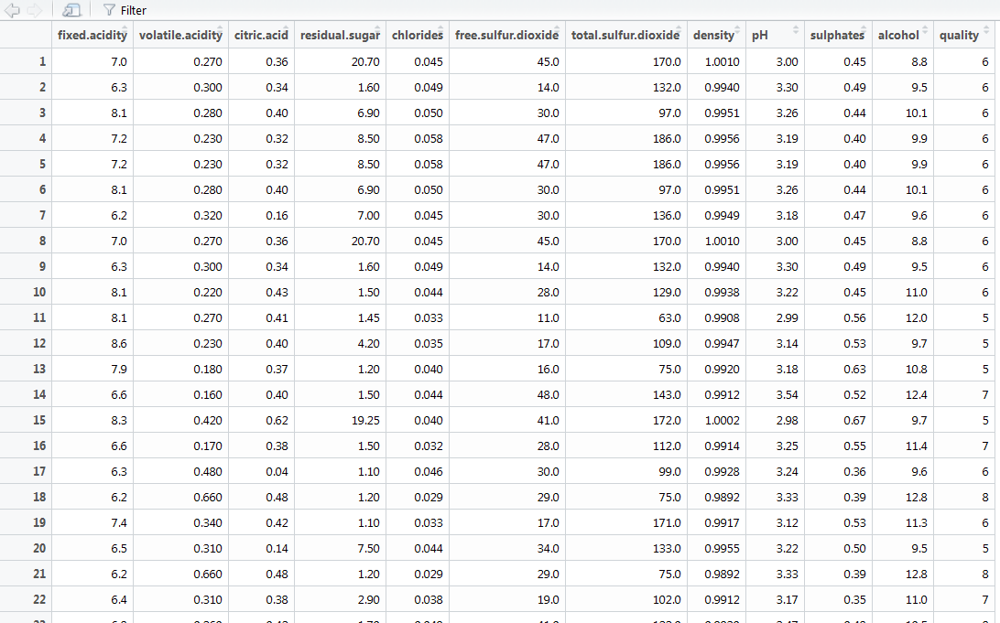 Filter
fixed.acidity volatile.acidity citric.acid residual.sugar chlorides free.sulfur.dioxide total.sulfur.dioxide density pH sulphates alcohol quality
1 7.0 0.270 0.36 20.70 0.045 45.0 170.0 1.0010 3.00 0.45 8.8 6
2 6.3 0.300 0.34 1.60 0.049 14.0 132.0 0.9940 3.30 0.49 9.5 6
3 8.1 0.280 0.40 6.90 0.050 30.0 97.0 0.9951 3.26 0.44 10.1 6
4 7.2 0.230 0.32 8.50 0.058 47.0 186.0 0.9956 3.19 0.40 9.9 6
5 7.2 0.230 0.32 8.50 0.058 47.0 186.0 0.9956 3.19 0.40 9.9 6
6 8.1 0.280 0.40 6.90 0.050 30.0 97.0 0.9951 3.26 0.44 10.1 6
7 6.2 0.320 0.16 7.00 0.045 30.0 136.0 0.9949 3.18 0.47 9.6 6
8 7.0 0.270 0.36 20.70 0.045 45.0 170.0 1.0010 3.00 0.45 8.8 6
9 6.3 0.300 0.34 1.60 0.049 14.0 132.0 0.9940 3.30 0.49 9.5 6
10 8.1 0.220 0.43 1.50 0.044 28.0 129.0 0.9938 3.22 0.45 11.0 6
11 8.1 0.270 0.41 1.45 0.033 11.0 63.0 0.9908 2.99 0.56 12.0 5
12 8.6 0.230 0.40 4.20 0.035 17.0 109.0 0.9947 3.14 0.53 9.7 5
13 7.9 0.180 0.37 1.20 0.040 16.0 75.0 0.9920 3.18 0.63 10.8 5
14 6.6 0.160 0.40 1.50 0.044 48.0 143.0 0.9912 3.54 0.52 12.4 7
15 8.3 0.420 0.62 19.25 0.040 41.0 172.0 1.0002 2.98 0.67 9.7 5
16 6.6 0.170 0.38 1.50 0.032 28.0 112.0 0.9914 3.25 0.55 11.4 7
17 6.3 0.480 0.04 1.10 0.046 30.0 99.0 0.9928 3.24 0.36 9.6 6
18 6.2 0.660 0.48 1.20 0.029 29.0 75.0 0.9892 3.33 0.39 12.8 8
19 7.4 0.340 0.42 1.10 0.033 17.0 171.0 0.9917 3.12 0.53 11.3 6
20 6.5 0.310 0.14 7.50 0.044 34.0 133.0 0.9955 3.22 0.50 9.5 5
21 6.2 0.660 0.48 1.20 0.029 29.0 75.0 0.9892 3.33 0.39 12.8 8
22 6.4 0.310 0.38 2.90 0.038 19.0 102.0 0.9912 3.17 0.35 11.0 7